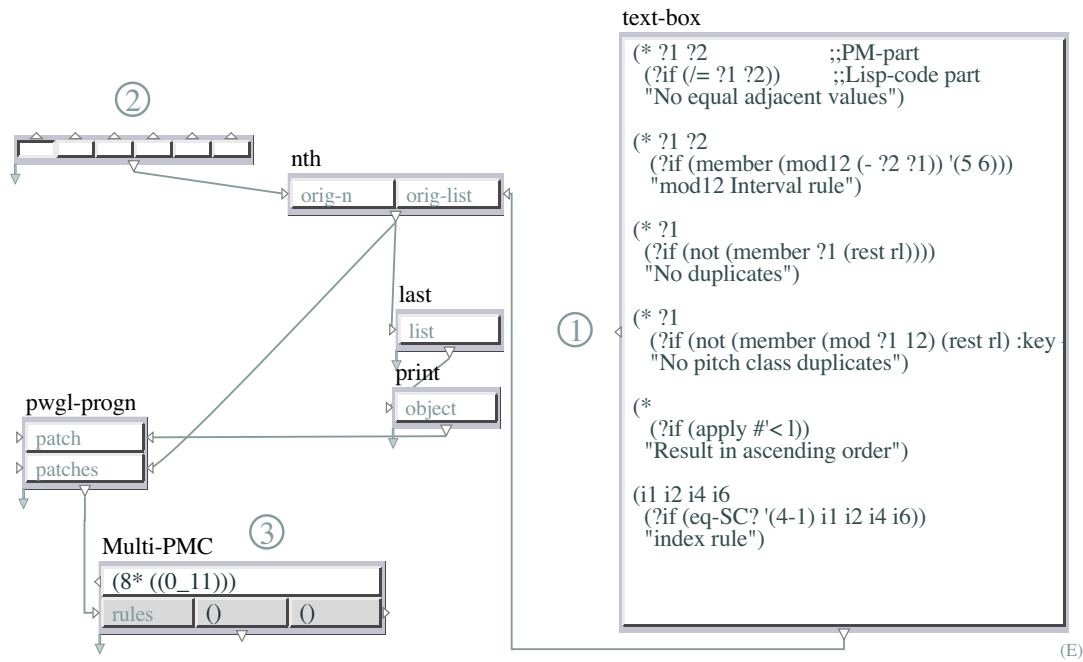 text-box
(* ?1 ?2 ;;PM-part
(?if (/= ?1 ?2)) ;;Lisp-code part
"No equal adjacent values")
(* ?1 ?2
(?if (member (mod12 (- ?2 ?1)) '(5 6)))
"mod12 Interval rule")
(* ?1
(?if (not (member ?1 (rest rl))))
"No duplicates")
(* ?1
(?if (not (member (mod ?1 12) (rest rl) :key
"No pitch class duplicates")
(*
(?if (apply #'< l))
"Result in ascending order")
(i1 i2 i4 i6
(?if (eq-SC? '(4-1) i1 i2 i4 i6))
"index rule")
1
2
nth
orig-n orig-list
last
list
print
object
pwgl-progn
patch
patches
3
Multi-PMC
(8* ((0_11)))
rules () ()
(E)